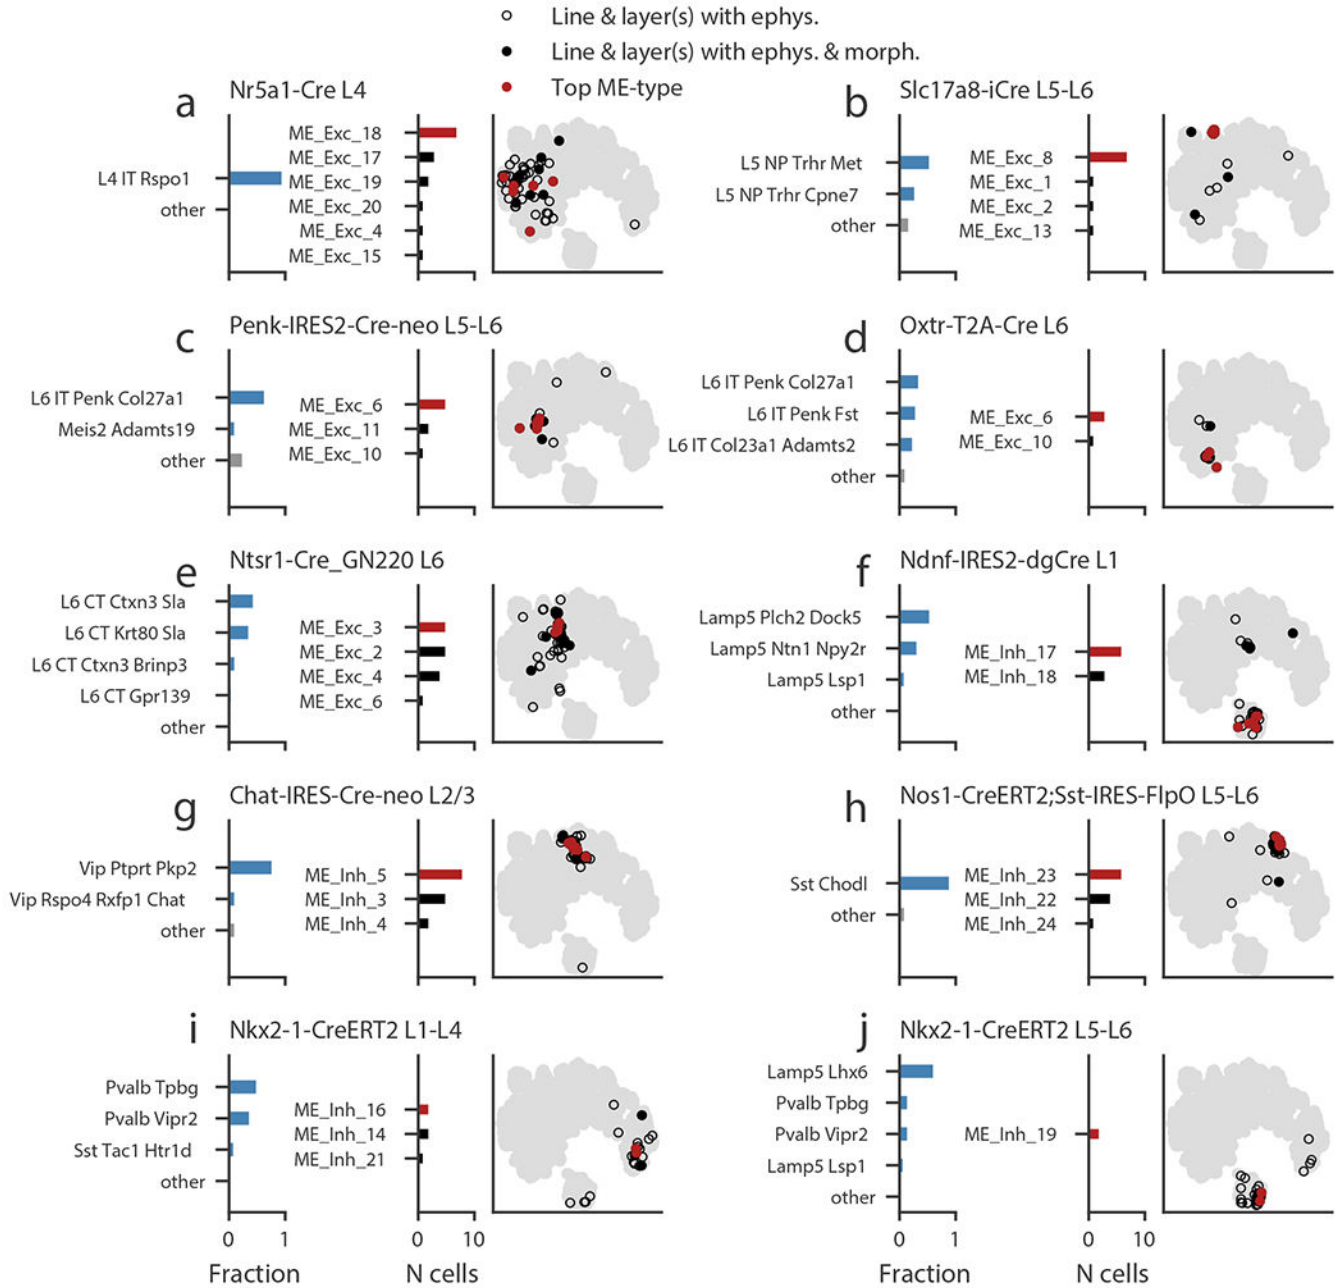 Line & layer(s) with ephys.
Line & layer(s) with ephys. & morph.
Top ME-type
a
Nr5a1-Cre L4
L4 IT Rspo1
other
ME_Exc_18
ME_Exc_17
ME_Exc_19
ME_Exc_20
ME_Exc_4
ME_Exc_15
b
Slc17a8-iCre L5-L6
L5 NP Trhr Met
L5 NP Trhr Cpne7
other
ME_Exc_8
ME_Exc_1
ME_Exc_2
ME_Exc_13
c
Penk-IRES2-Cre-neo L5-L6
L6 IT Penk Col27a1
Meis2 Adamts19
other
ME_Exc_6
ME_Exc_11
ME_Exc_10
d
Oxtr-T2A-Cre L6
L6 IT Penk Col27a1
L6 IT Penk Fst
L6 IT Col23a1 Adamts2
other
ME_Exc_6
ME_Exc_10
e
Ntsr1-Cre_GN220 L6
L6 CT Ctxn3 Sla
L6 CT Krt80 Sla
L6 CT Ctxn3 Brinp3
L6 CT Gpr139
other
ME_Exc_3
ME_Exc_2
ME_Exc_4
ME_Exc_6
f
Ndnf-IRES2-dgCre L1
Lamp5 Plch2 Dock5
Lamp5 Ntn1 Npy2r
Lamp5 Lsp1
other
ME_Inh_17
ME_Inh_18
g
Chat-IRES-Cre-neo L2/3
Vip Ptprt Pkp2
Vip Rspo4 Rxfp1 Chat
other
ME_Inh_5
ME_Inh_3
ME_Inh_4
h
Nos1-CreERT2;Sst-IRES-FlpO L5-L6
Sst Chodl
other
ME_Inh_23
ME_Inh_22
ME_Inh_24
i
Nkx2-1-CreERT2 L1-L4
Pvalb Tpbg
Pvalb Vipr2
Sst Tac1 Htr1d
other
ME_Inh_16
ME_Inh_14
ME_Inh_21
0 1
Fraction
0 10
N cells
j
Nkx2-1-CreERT2 L5-L6
Lamp5 Lhx6
Pvalb Tpbg
Pvalb Vipr2
Lamp5 Lsp1
other
ME_Inh_19
0 1
Fraction
0 10
N cells